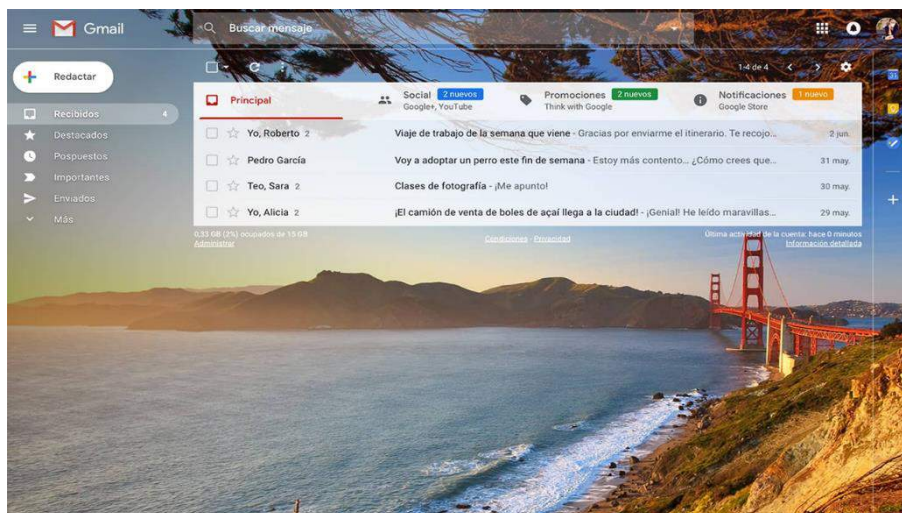 Gmail
Buscar mensaje
Redactar
1-4 de 4
Recibidos 4
Destacados
Pospuestos
Importantes
Enviados
Más
Principal
Social 2 nuevos
Google+, YouTube
Promociones 2 nuevos
Think with Google
Notificaciones 1 nuevo
Google Store
Yo, Roberto 2 Viaje de trabajo de la semana que viene - Gracias por enviarme el itinerario. Te recojo... 2 jun.
Pedro García Voy a adoptar un perro este fin de semana - Estoy más contento... ¿Cómo crees que... 31 may.
Teo, Sara 2 Clases de fotografía - ¡Me apunto! 30 may.
Yo, Alicia 2 ¡El camión de venta de boles de açaí llega a la ciudad! - ¡Genial! He leído maravillas... 29 may.
0,33 GB (2%) ocupados de 15 GB
Administrar
Condiciones - Privacidad
Última actividad de la cuenta: hace 0 minutos
Información detallada
31